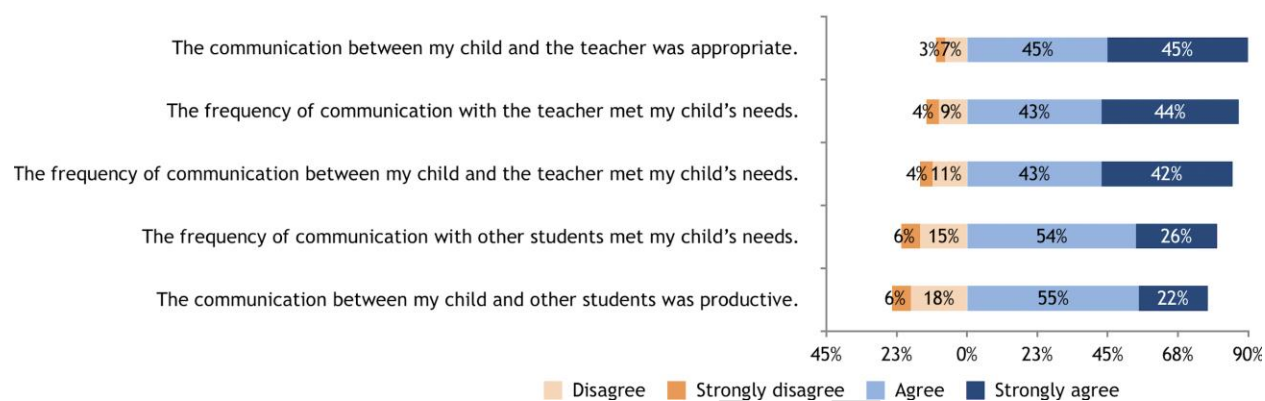 The communication between my child and the teacher was appropriate. 3% 7% 45% 45%
The frequency of communication with the teacher met my child’s needs. 4% 9% 43% 44%
The frequency of communication between my child and the teacher met my child’s needs. 4% 11% 43% 42%
The frequency of communication with other students met my child’s needs. 6% 15% 54% 26%
The communication between my child and other students was productive. 6% 18% 55% 22%
45% 23% 0% 23% 45% 68% 90%
Disagree Strongly disagree Agree Strongly agree